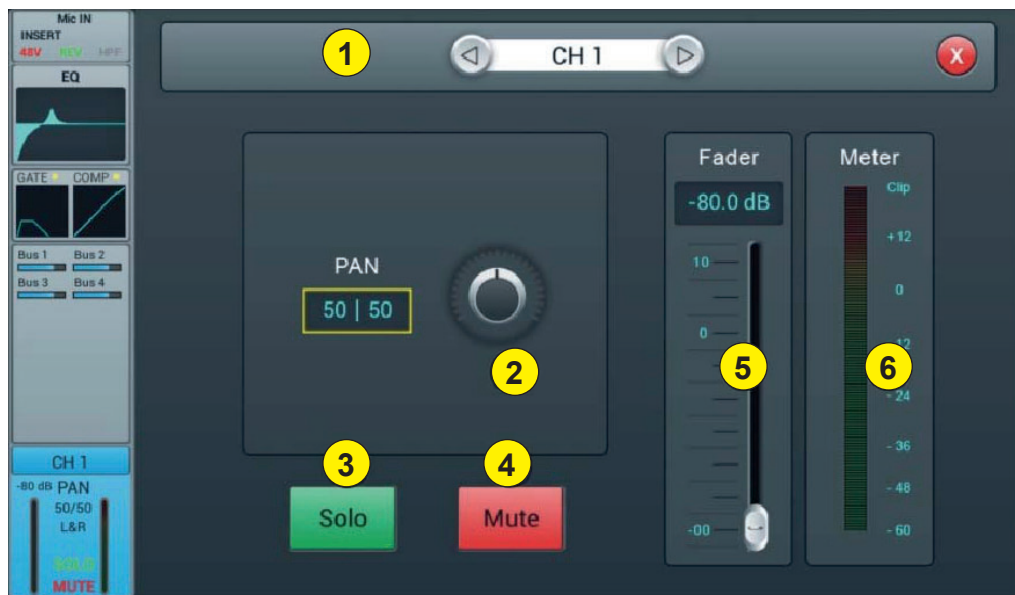 Mic IN
INSERT
48V REV HPF
EQ
GATE COMP
Bus 1 Bus 2
Bus 3 Bus 4
CH 1
-80 dB PAN
50/50
L&R
SOLO
MUTE
1
CH 1
X
PAN
50 | 50
2
3
Solo
4
Mute
Fader
-80.0 dB
10
0
5
-00
Meter
Clip
+12
0
12
6
- 24
- 36
- 48
- 60